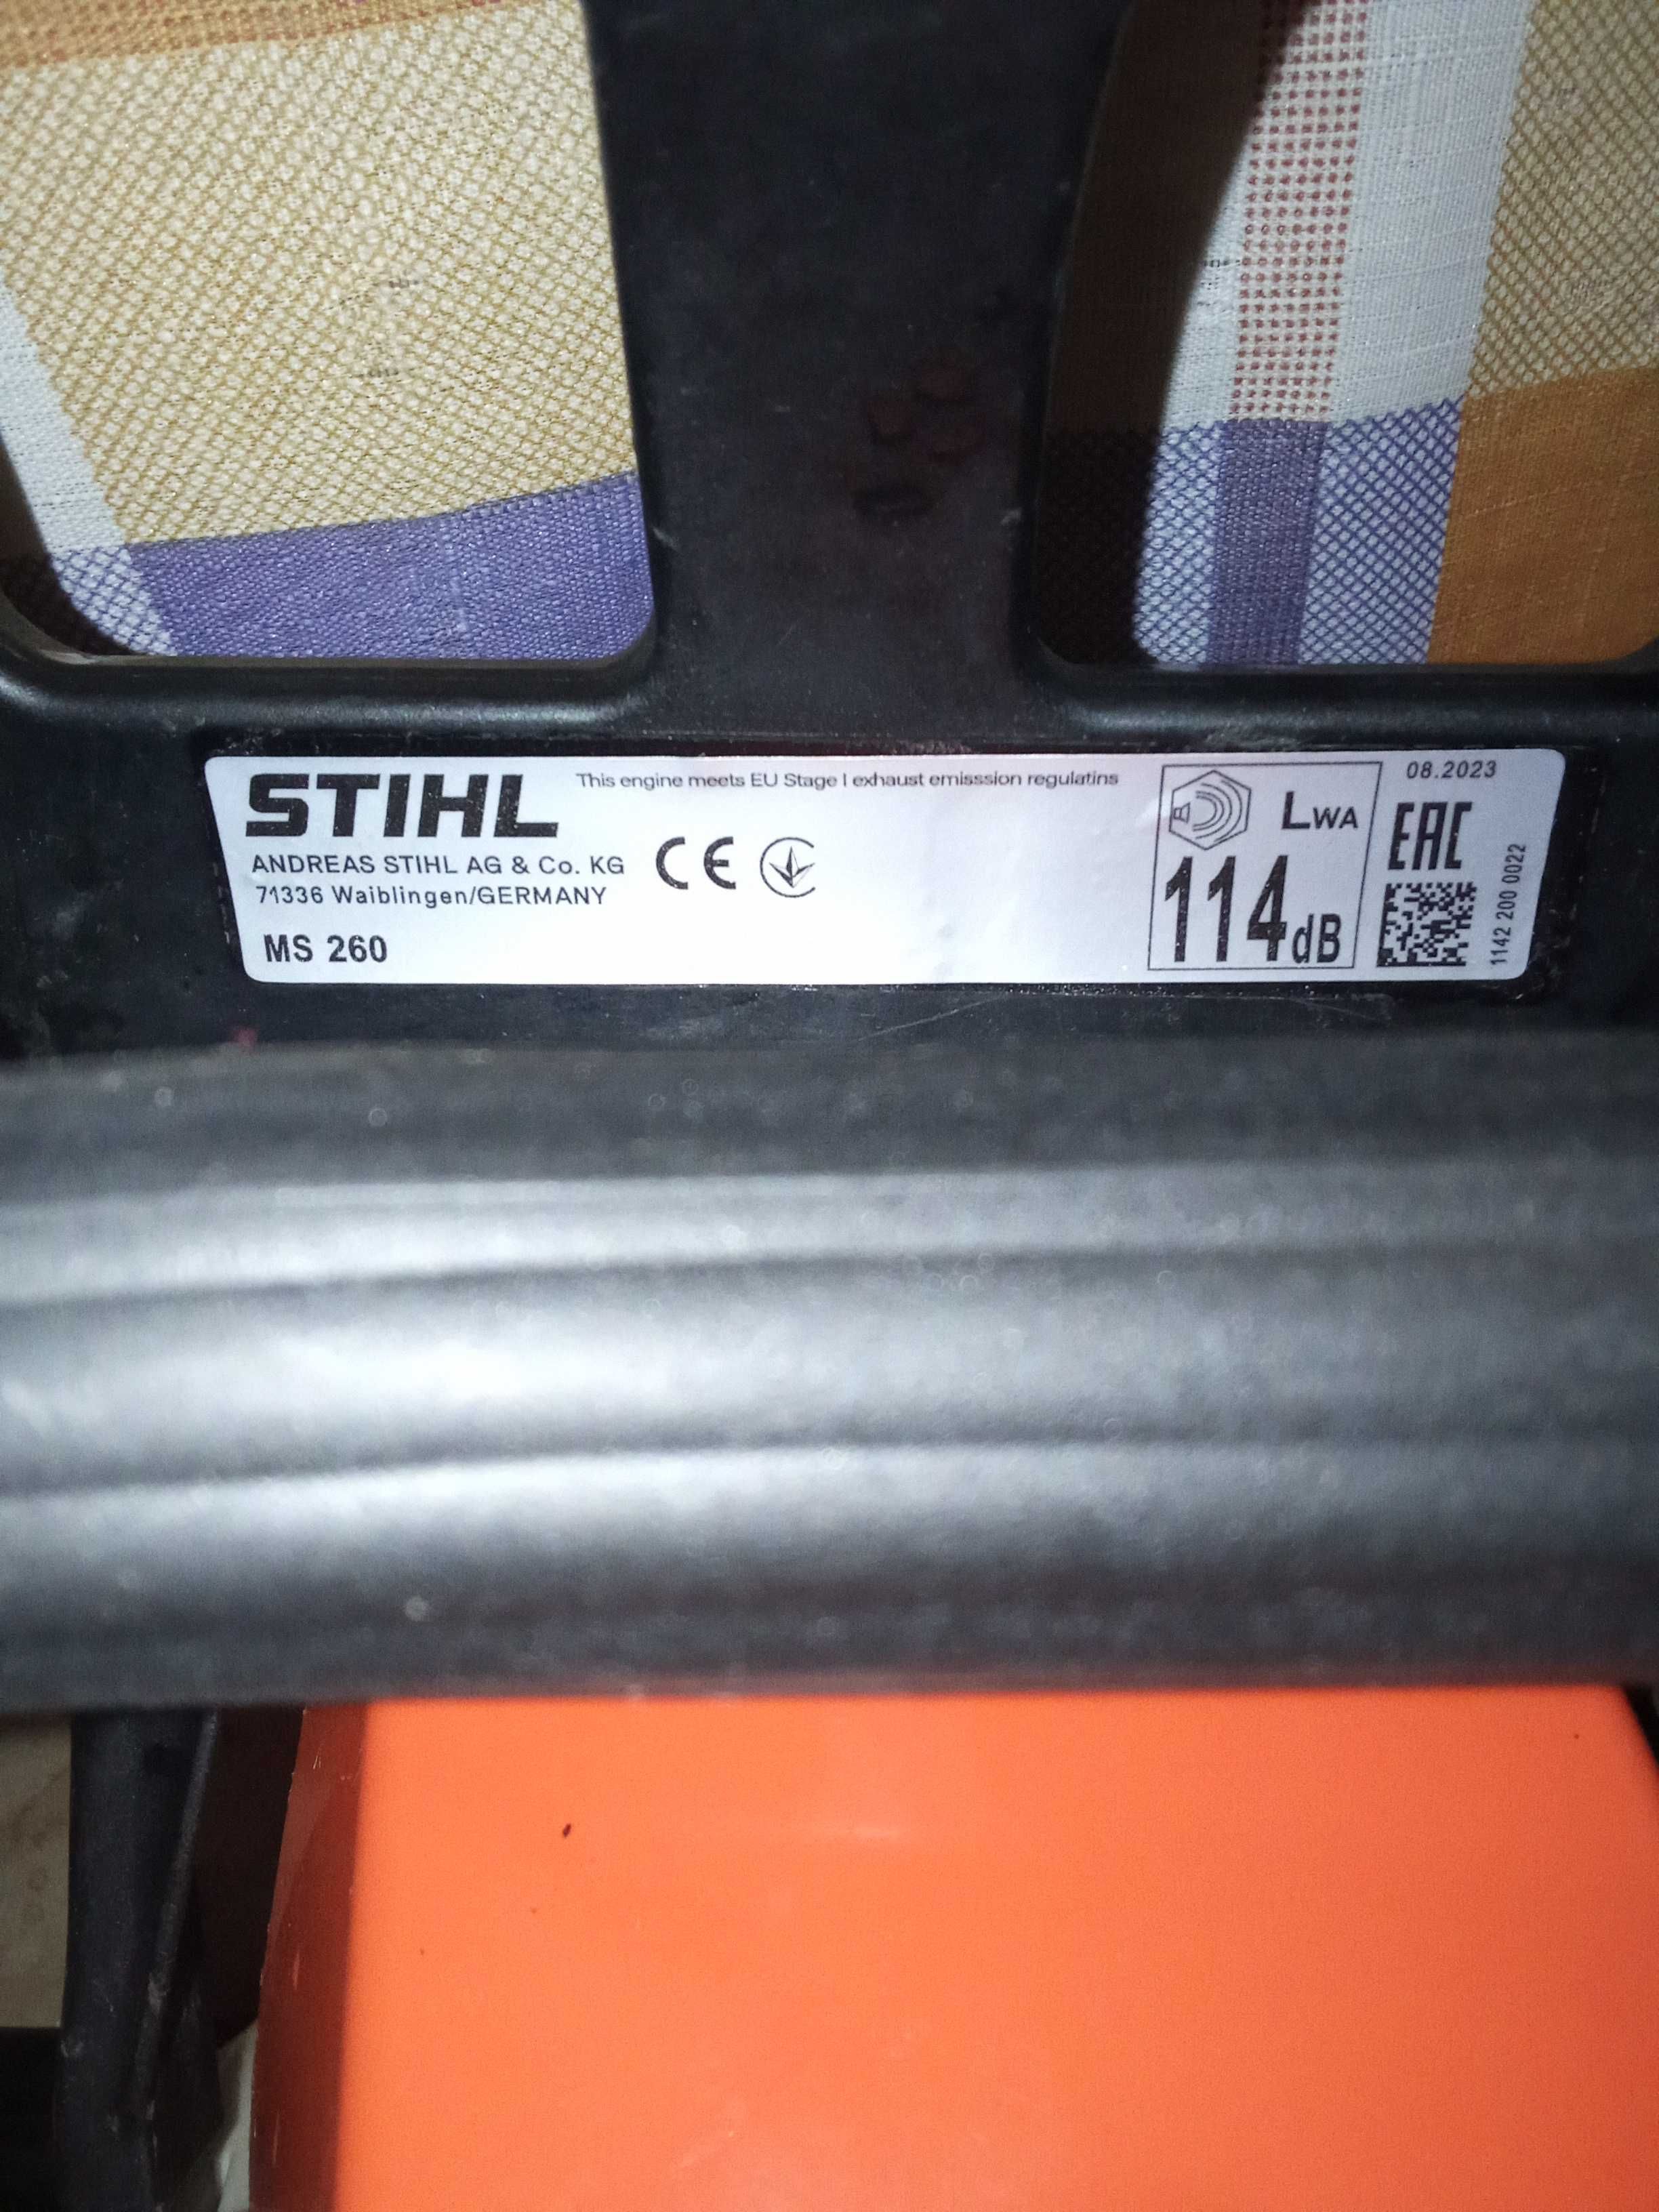 STIHL
This engine meets EU Stage I exhaust emisssion regulatins
ANDREAS STIHL AG & Co. KG
71336 Waiblingen/GERMANY
MS 260
CE
LWA
114dB
08.2023
EAC
1142 200 0022